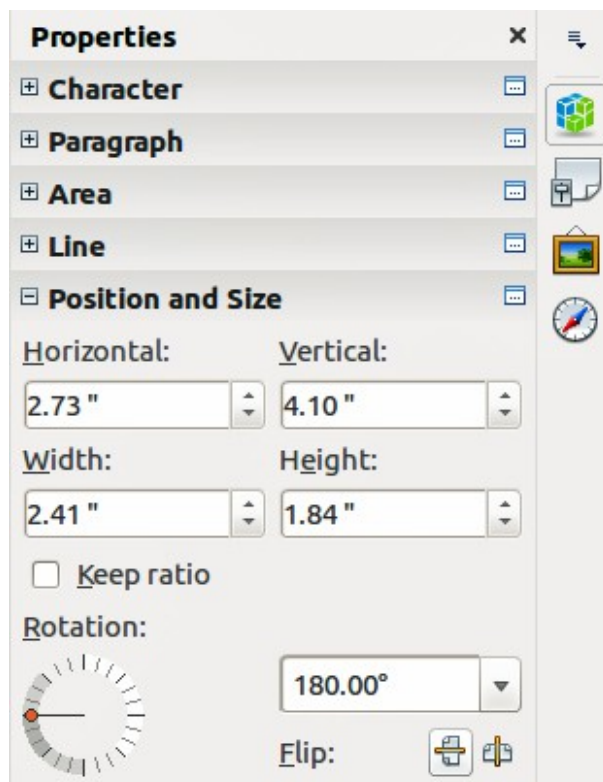 Properties
Character
Paragraph
Area
Line
Position and Size
Horizontal: Vertical:
2.73 " 4.10 "
Width: Height:
2.41 " 1.84 "
Keep ratio
Rotation:
180.00°
Flip: